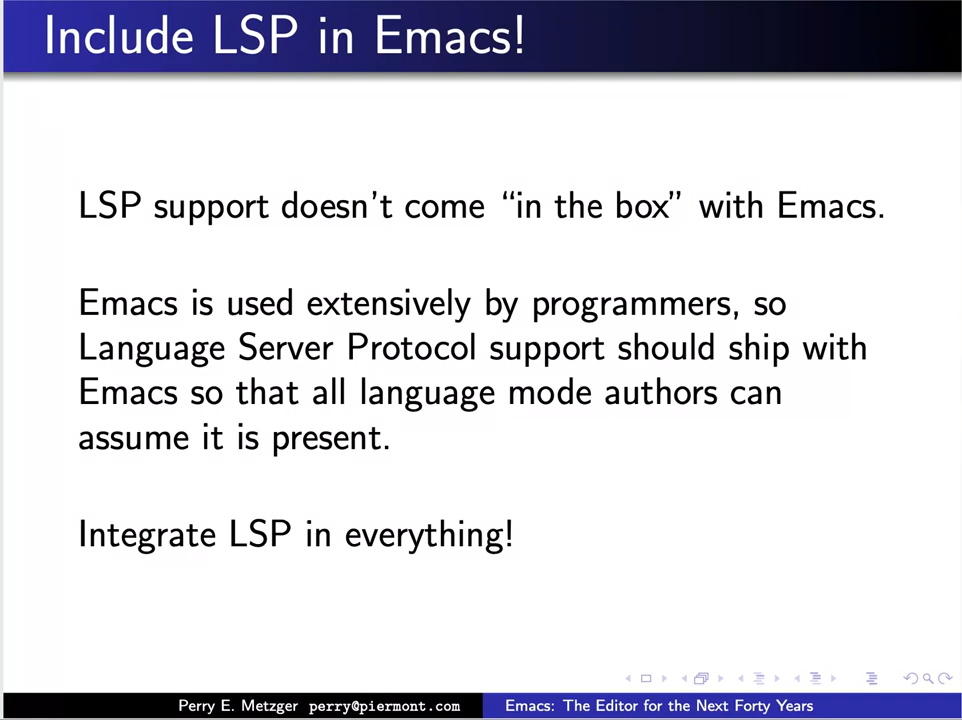 Include LSP in Emacs!
LSP support doesn't come “in the box” with Emacs.
Emacs is used extensively by programmers, so
Language Server Protocol support should ship with
Emacs so that all language mode authors can
assume it is present.
Integrate LSP in everything!
Perry E. Metzger perry@piermont.com
Emacs: The Editor for the Next Forty Years